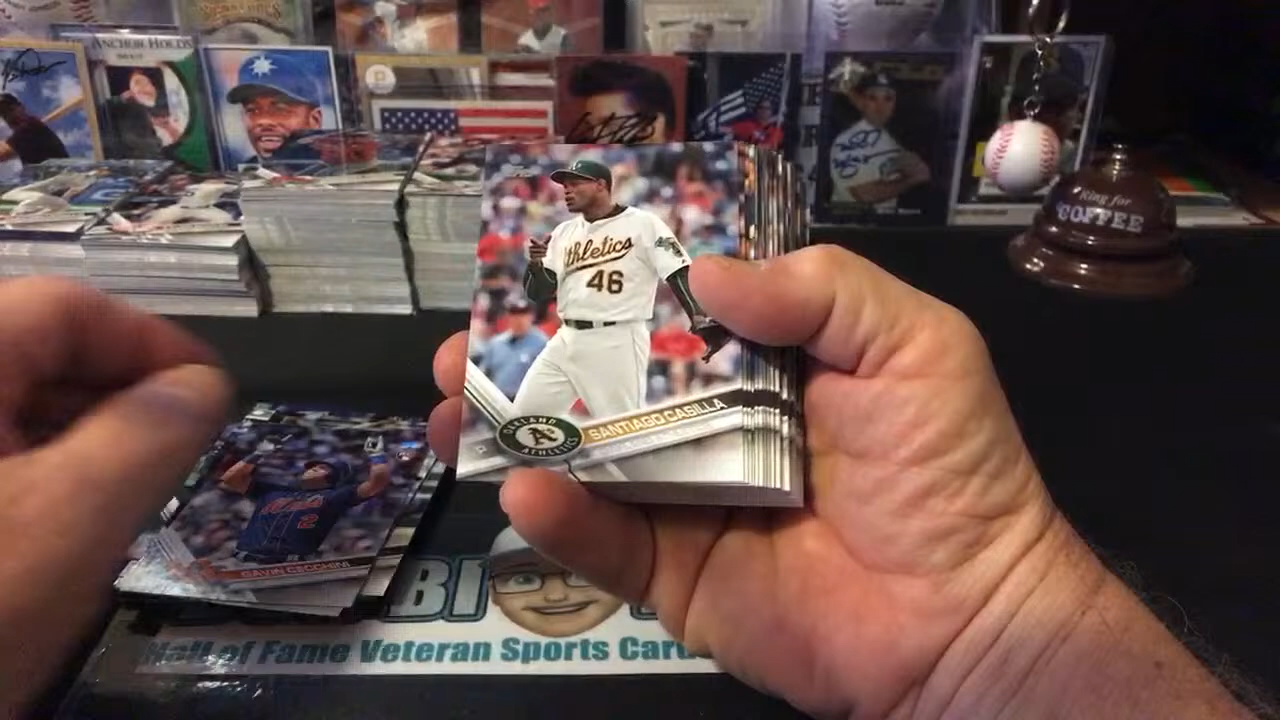 ANCHOR HOLDS
Ring for
COFFEE
Athletics
46
SANTIAGO CASILLA
OAKLAND
A's
ATHLETICS
2
GAVIN CECCHINI
BI
Hall of Fame Veteran Sports Card